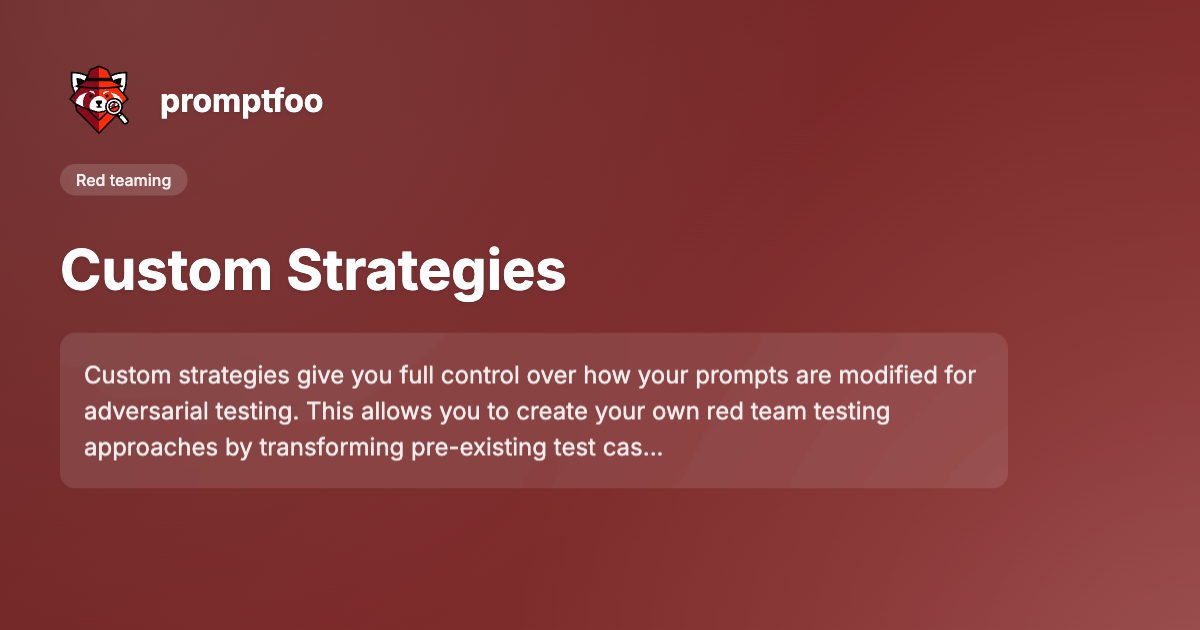 promptfoo
Red teaming
Custom Strategies
Custom strategies give you full control over how your prompts are modified for
adversarial testing. This allows you to create your own red team testing
approaches by transforming pre-existing test cas...